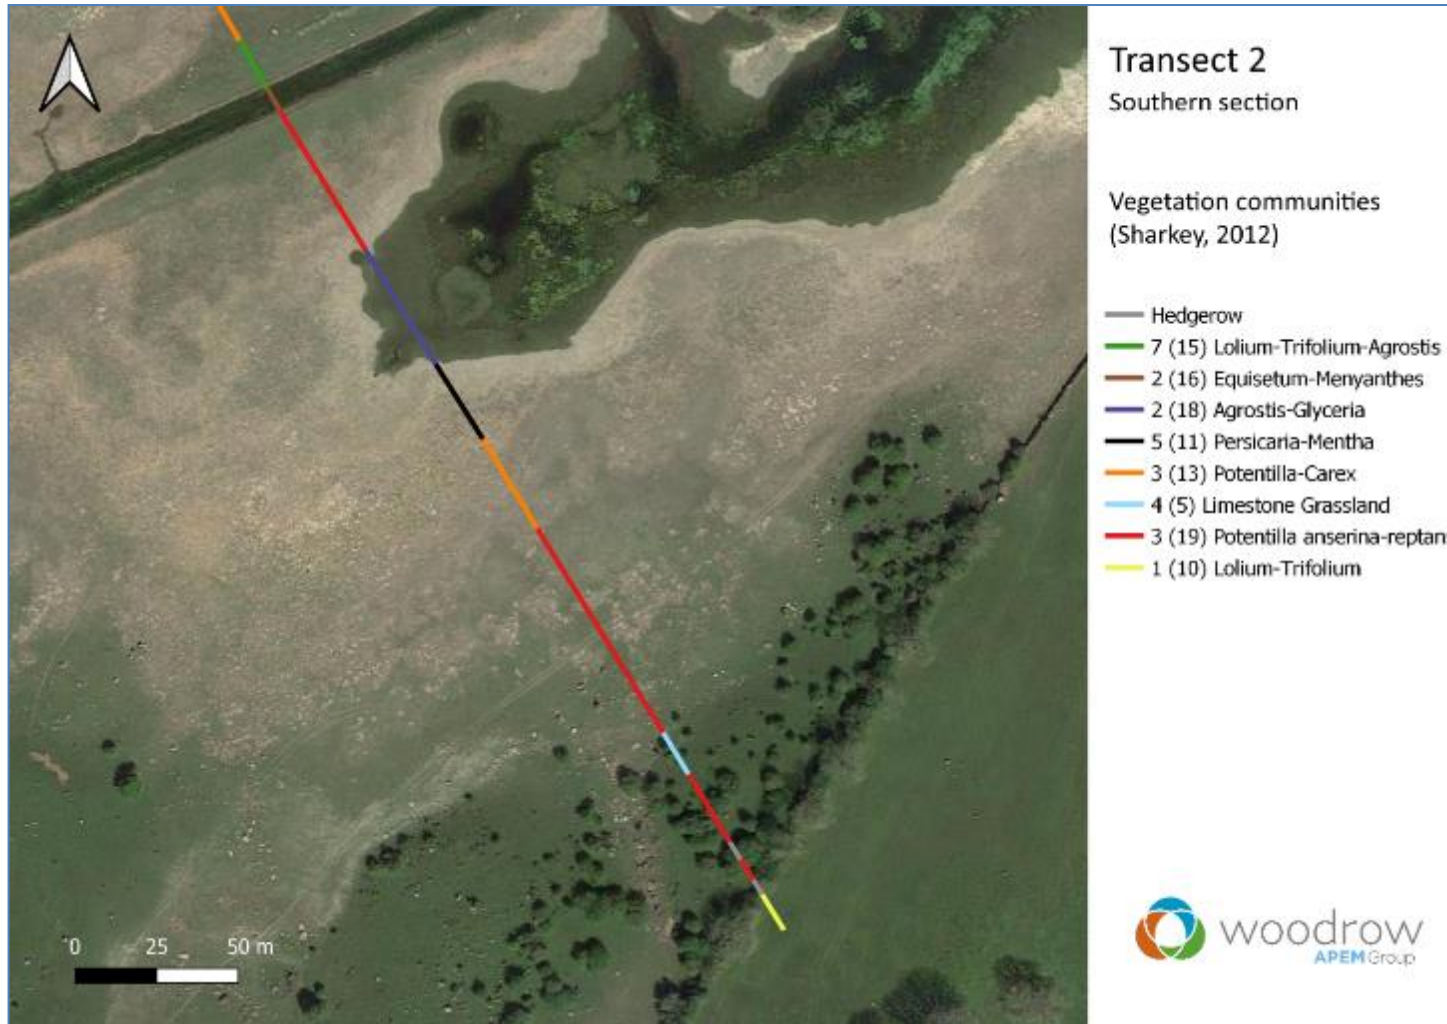 Transect 2
Southern section
Vegetation communities
(Sharkey, 2012)
Hedgerow
7 (15) Lolium-Trifolium-Agrostis
2 (16) Equisetum-Menyanthes
2 (18) Agrostis-Glyceria
5 (11) Persicaria-Mentha
3 (13) Potentilla-Carex
4 (5) Limestone Grassland
3 (19) Potentilla anserina-reptan
1 (10) Lolium-Trifolium
0 25 50 m
woodrow
APEM Group